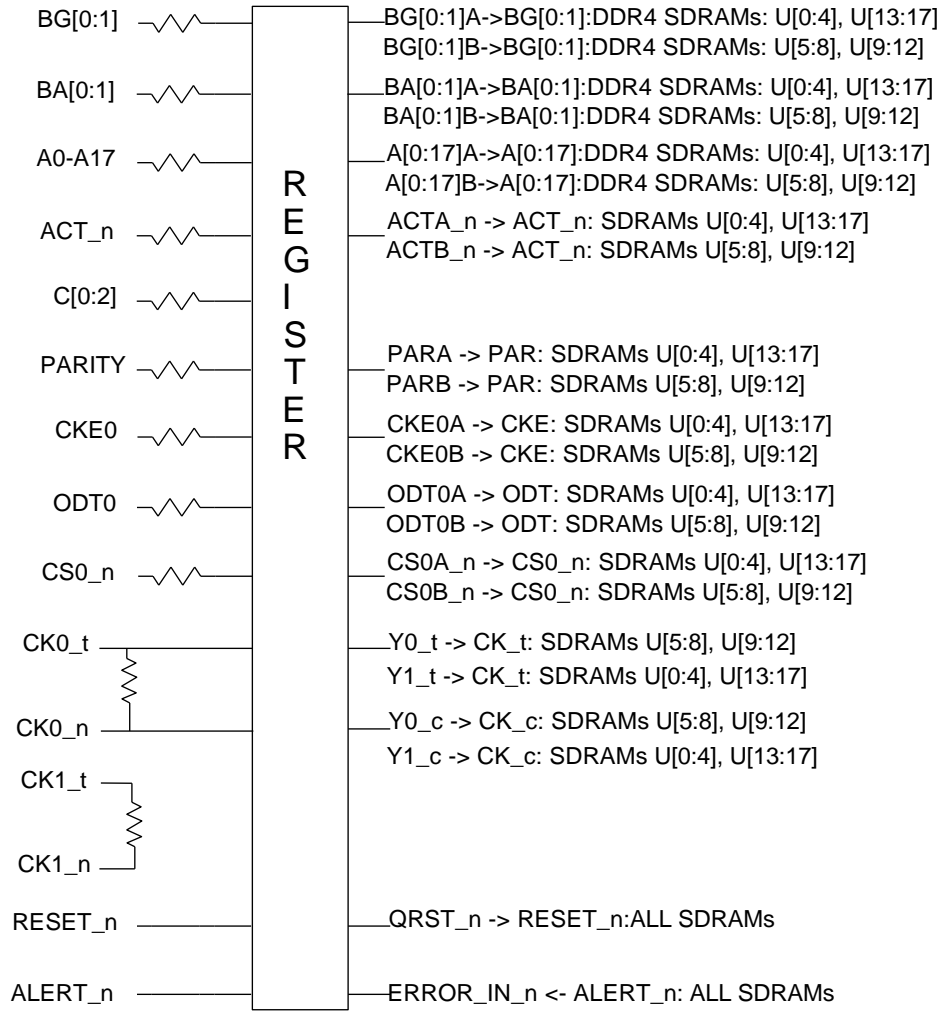 BG[0:1]
BG[0:1]A->BG[0:1]:DDR4 SDRAMs: U[0:4], U[13:17]
BG[0:1]B->BG[0:1]:DDR4 SDRAMs: U[5:8], U[9:12]
BA[0:1]
BA[0:1]A->BA[0:1]:DDR4 SDRAMs: U[0:4], U[13:17]
BA[0:1]B->BA[0:1]:DDR4 SDRAMs: U[5:8], U[9:12]
A0-A17
A[0:17]A->A[0:17]:DDR4 SDRAMs: U[0:4], U[13:17]
A[0:17]B->A[0:17]:DDR4 SDRAMs: U[5:8], U[9:12]
REGISTER
ACT_n
ACTA_n -> ACT_n: SDRAMs U[0:4], U[13:17]
ACTB_n -> ACT_n: SDRAMs U[5:8], U[9:12]
C[0:2]
PARITY
PARA -> PAR: SDRAMs U[0:4], U[13:17]
PARB -> PAR: SDRAMs U[5:8], U[9:12]
CKE0
CKE0A -> CKE: SDRAMs U[0:4], U[13:17]
CKE0B -> CKE: SDRAMs U[5:8], U[9:12]
ODT0
ODT0A -> ODT: SDRAMs U[0:4], U[13:17]
ODT0B -> ODT: SDRAMs U[5:8], U[9:12]
CS0_n
CS0A_n -> CS0_n: SDRAMs U[0:4], U[13:17]
CS0B_n -> CS0_n: SDRAMs U[5:8], U[9:12]
CK0_t
Y0_t -> CK_t: SDRAMs U[5:8], U[9:12]
Y1_t -> CK_t: SDRAMs U[0:4], U[13:17]
CK0_n
Y0_c -> CK_c: SDRAMs U[5:8], U[9:12]
Y1_c -> CK_c: SDRAMs U[0:4], U[13:17]
CK1_t
CK1_n
RESET_n
QRST_n -> RESET_n:ALL SDRAMs
ALERT_n
ERROR_IN_n <- ALERT_n: ALL SDRAMs